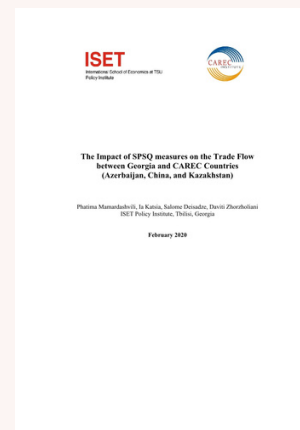 ISET
International School of Economics at TSU
Policy Institute
CAREC
INSTITUTE
The Impact of SPSQ measures on the Trade Flow
between Georgia and CAREC Countries
(Azerbaijan, China, and Kazakhstan)
Phatima Mamardashvili, Ia Katsia, Salome Deisadze, Daviti Zhorzholiani
ISET Policy Institute, Tbilisi, Georgia
February 2020